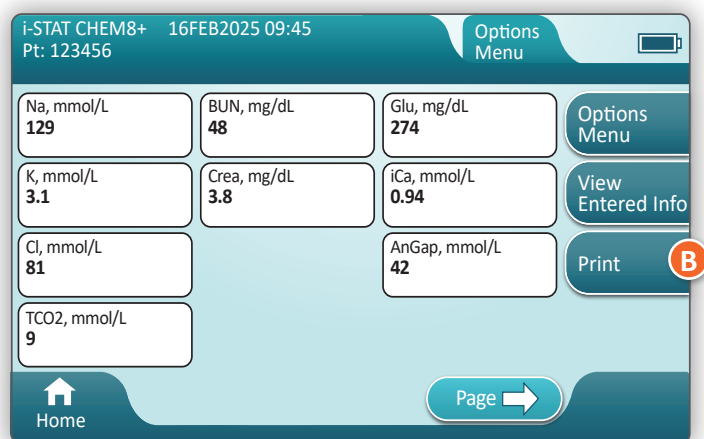 i-STAT CHEM8+ 16FEB2025 09:45
Pt: 123456
Options
Menu
Na, mmol/L
129
BUN, mg/dL
48
Glu, mg/dL
274
Options
Menu
K, mmol/L
3.1
Crea, mg/dL
3.8
iCa, mmol/L
0.94
View
Entered Info
Cl, mmol/L
81
AnGap, mmol/L
42
Print
B
TCO2, mmol/L
9
Home
Page